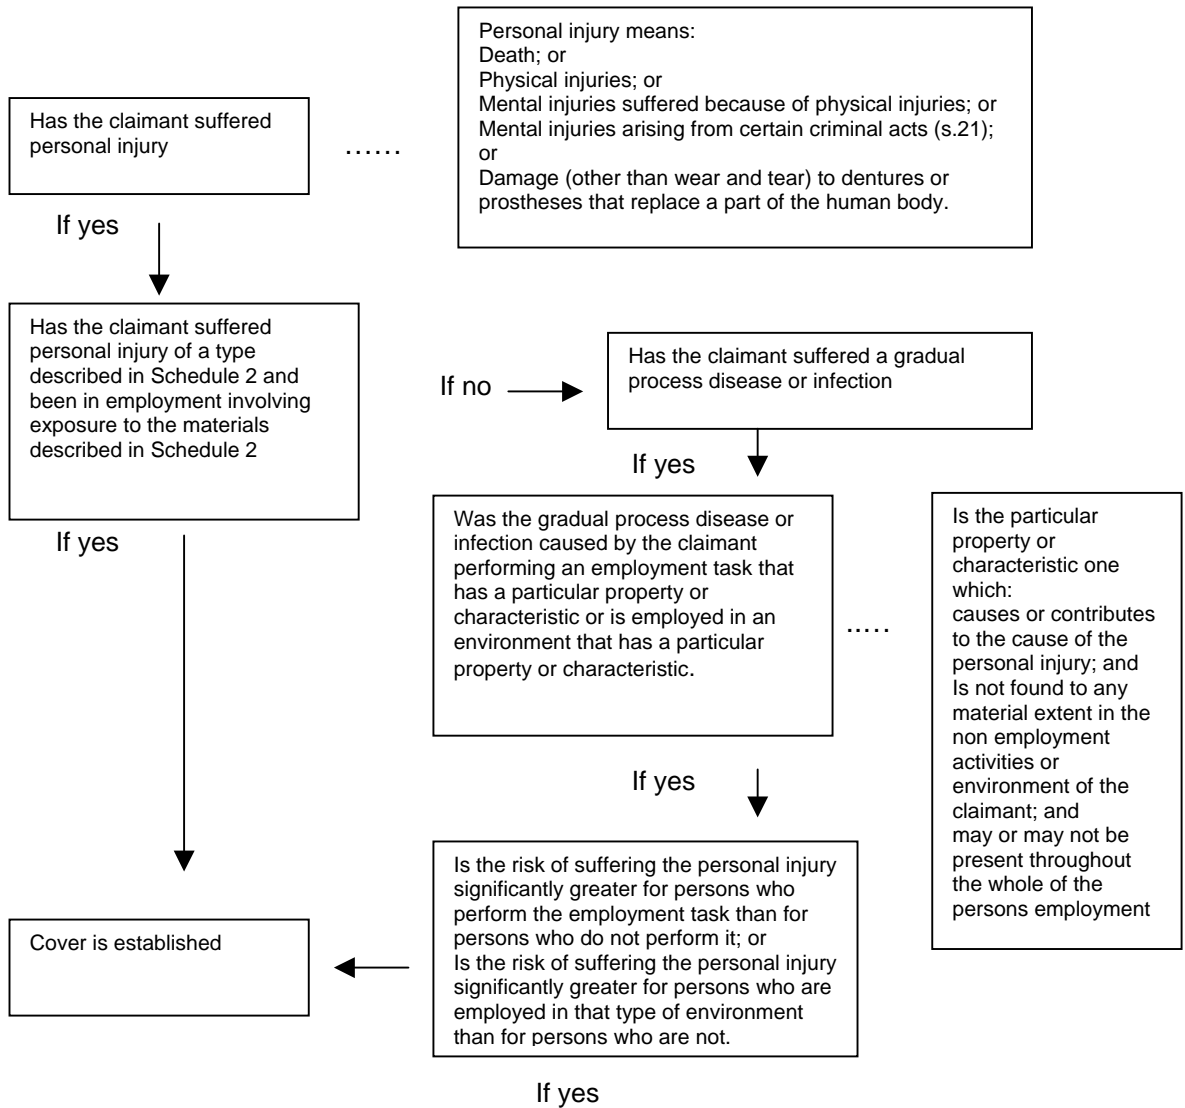 Personal injury means:
Death; or
Physical injuries; or
Mental injuries suffered because of physical injuries; or
Mental injuries arising from certain criminal acts (s.21);
or
Damage (other than wear and tear) to dentures or
prostheses that replace a part of the human body.
Has the claimant suffered
personal injury
......
If yes
Has the claimant suffered
personal injury of a type
described in Schedule 2 and
been in employment involving
exposure to the materials
described in Schedule 2
If no
Has the claimant suffered a gradual
process disease or infection
If yes
If yes
Was the gradual process disease or
infection caused by the claimant
performing an employment task that
has a particular property or
characteristic or is employed in an
environment that has a particular
property or characteristic.
.....
Is the particular
property or
characteristic one
which:
causes or contributes
to the cause of the
personal injury; and
Is not found to any
material extent in the
non employment
activities or
environment of the
claimant; and
may or may not be
present throughout
the whole of the
persons employment
If yes
Is the risk of suffering the personal injury
significantly greater for persons who
perform the employment task than for
persons who do not perform it; or
Is the risk of suffering the personal injury
significantly greater for persons who are
employed in that type of environment
than for persons who are not.
Cover is established
If yes